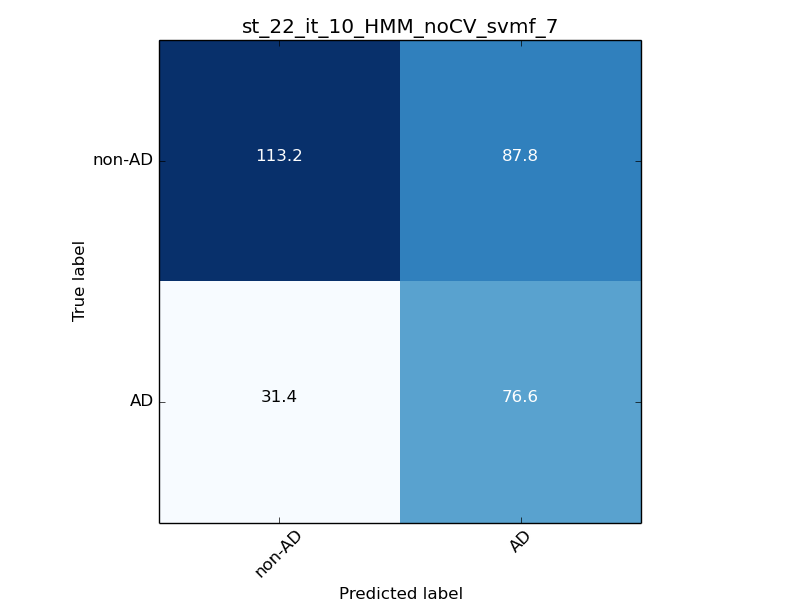 st_22_it_10_HMM_noCV_svmf_7
non-AD
113.2
87.8
True label
AD
31.4
76.6
non-AD
AD
Predicted label